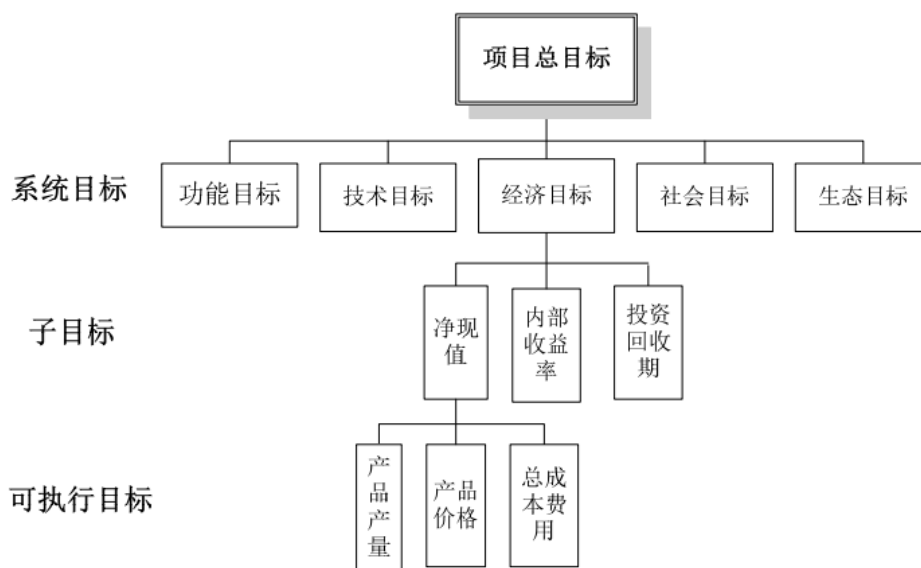 项目总目标
系统目标
功能目标
技术目标
经济目标
社会目标
生态目标
子目标
净现
值
内部
收益
率
投资
回收
期
可执行目标
产
品
产
量
产品
价格
总成
本费
用